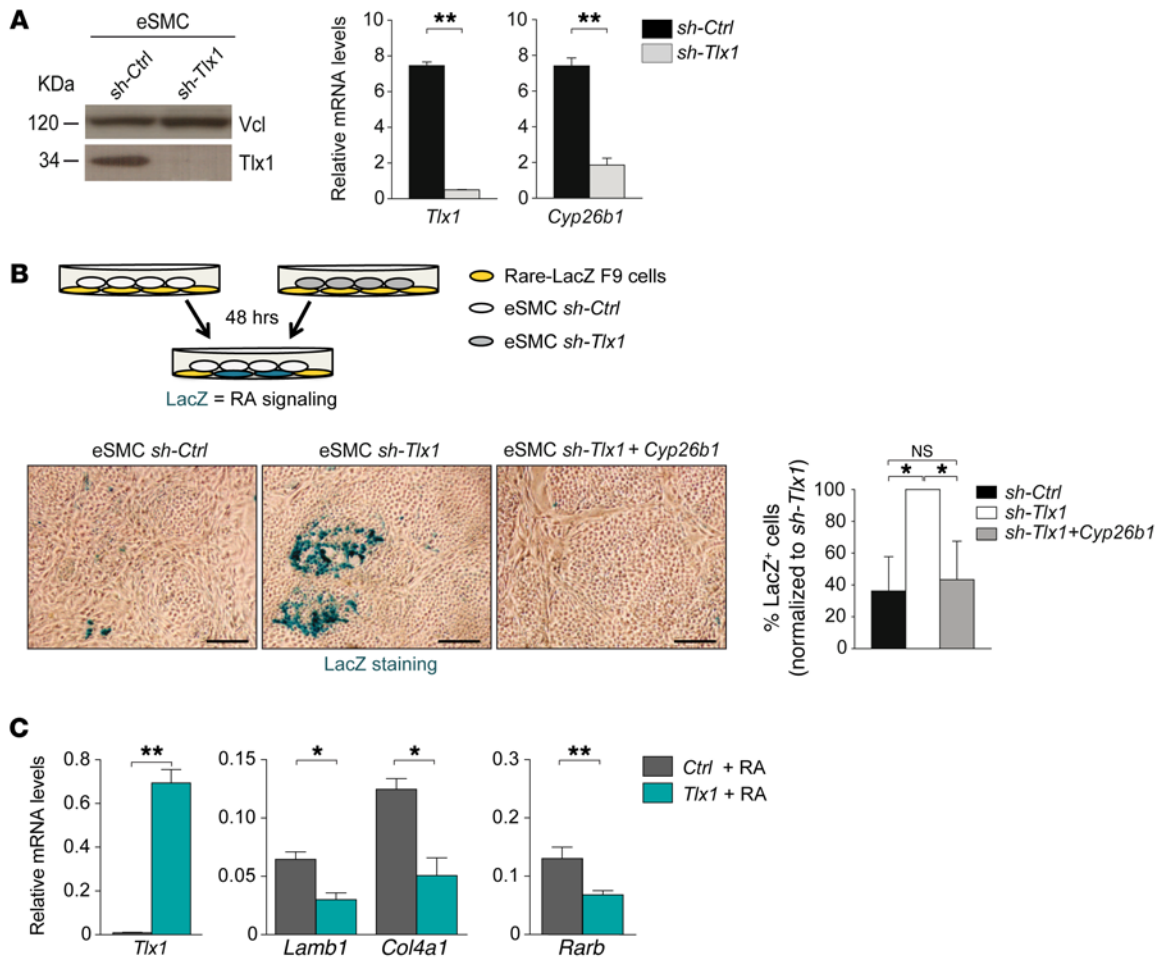 A
eSMC
KDa
sh-Ctrl
sh-Tlx1
120
Vcl
34
Tlx1
Relative mRNA levels
10
8
6
4
2
0
**
Tlx1
10
8
6
4
2
0
**
Cyp26b1
sh-Ctrl
sh-Tlx1
B
48 hrs
LacZ = RA signaling
Rare-LacZ F9 cells
eSMC sh-Ctrl
eSMC sh-Tlx1
eSMC sh-Ctrl
eSMC sh-Tlx1
eSMC sh-Tlx1 + Cyp26b1
LacZ staining
% LacZ+ cells
(normalized to sh-Tlx1)
100
80
60
40
20
0
NS
* *
sh-Ctrl
sh-Tlx1
sh-Tlx1+Cyp26b1
C
Relative mRNA levels
0.8
0.6
0.4
0.2
0
**
Tlx1
0.15
0.10
0.05
0
* *
Lamb1 Col4a1
0.3
0.2
0.1
0
**
Rarb
Ctrl + RA
Tlx1 + RA